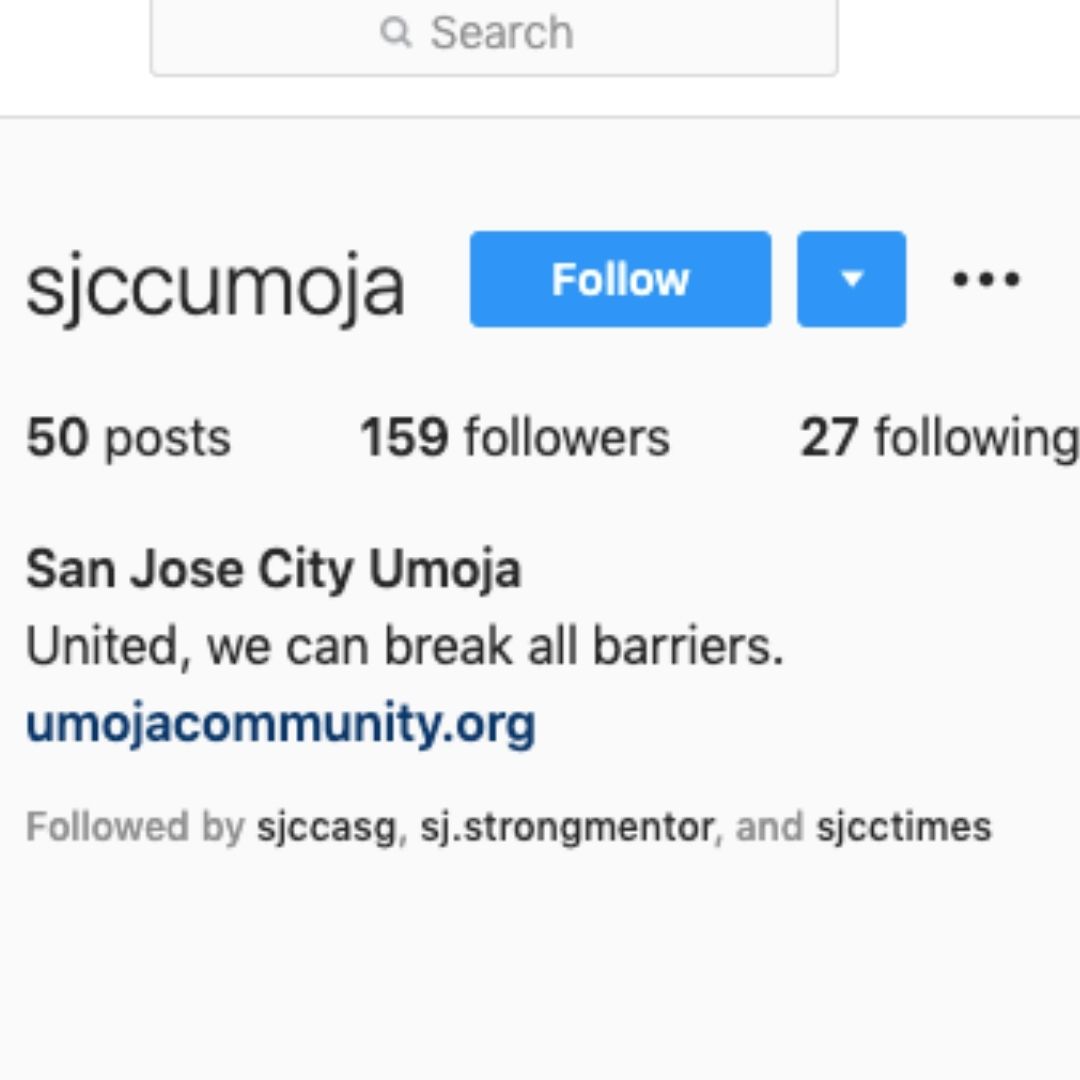 Search
sjccumoja Follow
50 posts 159 followers 27 following
San Jose City Umoja
United, we can break all barriers.
umojacommunity.org
Followed by sjccasg, sj.strongmentor, and sjcctimes